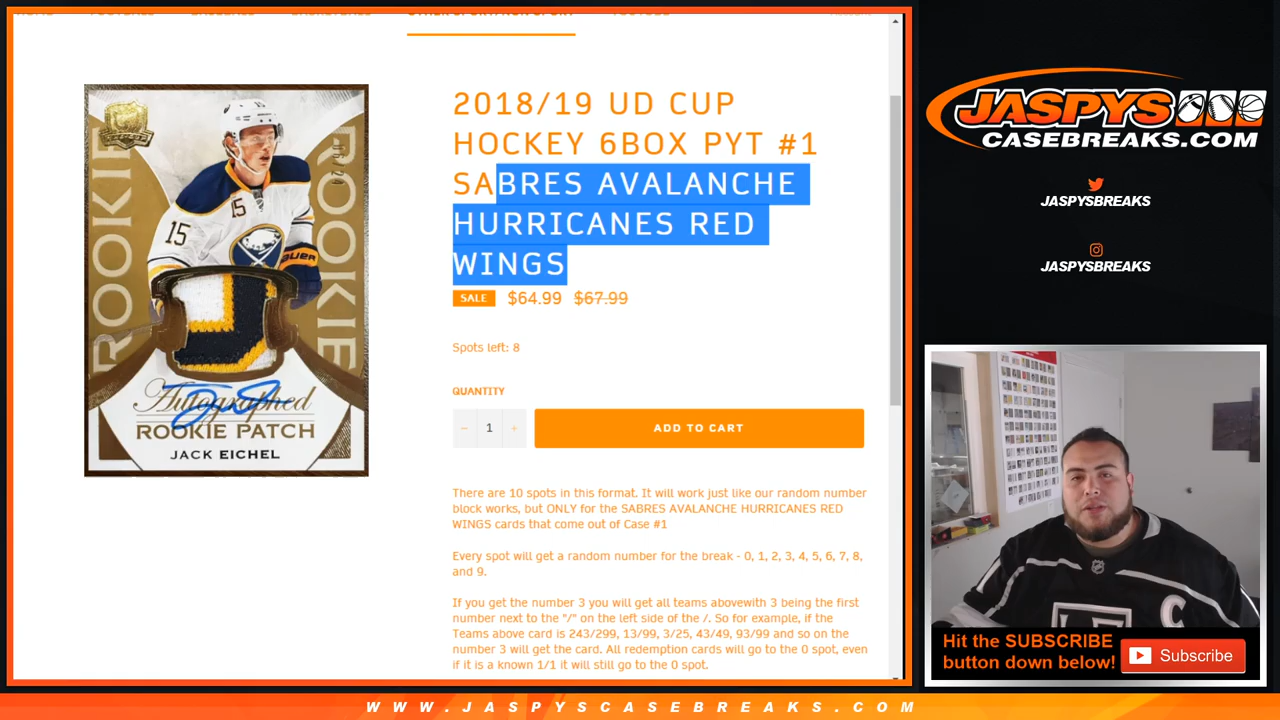 2018/19 UD CUP
HOCKEY 6BOX PYT #1
SABRES AVALANCHE
HURRICANES RED
WINGS
SALE $64.99 $67.99
Spots left: 8
QUANTITY
− 1 +
ADD TO CART
There are 10 spots in this format. It will work just like our random number
block works, but ONLY for the SABRES AVALANCHE HURRICANES RED
WINGS cards that come out of Case #1
Every spot will get a random number for the break - 0, 1, 2, 3, 4, 5, 6, 7, 8,
and 9.
If you get the number 3 you will get all teams abovewith 3 being the first
number next to the "/" on the left side of the /. So for example, if the
Teams above card is 243/299, 13/99, 3/25, 43/49, 93/99 and so on the
number 3 will get the card. All redemption cards will go to the 0 spot, even
if it is a known 1/1 it will still go to the 0 spot.
ROOKIE
ROOKIE
15
15
BAUER
Autographed
ROOKIE PATCH
JACK EICHEL
JASPYS
CASEBREAKS.COM
JASPYSBREAKS
JASPYSBREAKS
C
Hit the SUBSCRIBE
button down below!
Subscribe
WWW.JASPYSCASEBREAKS.COM